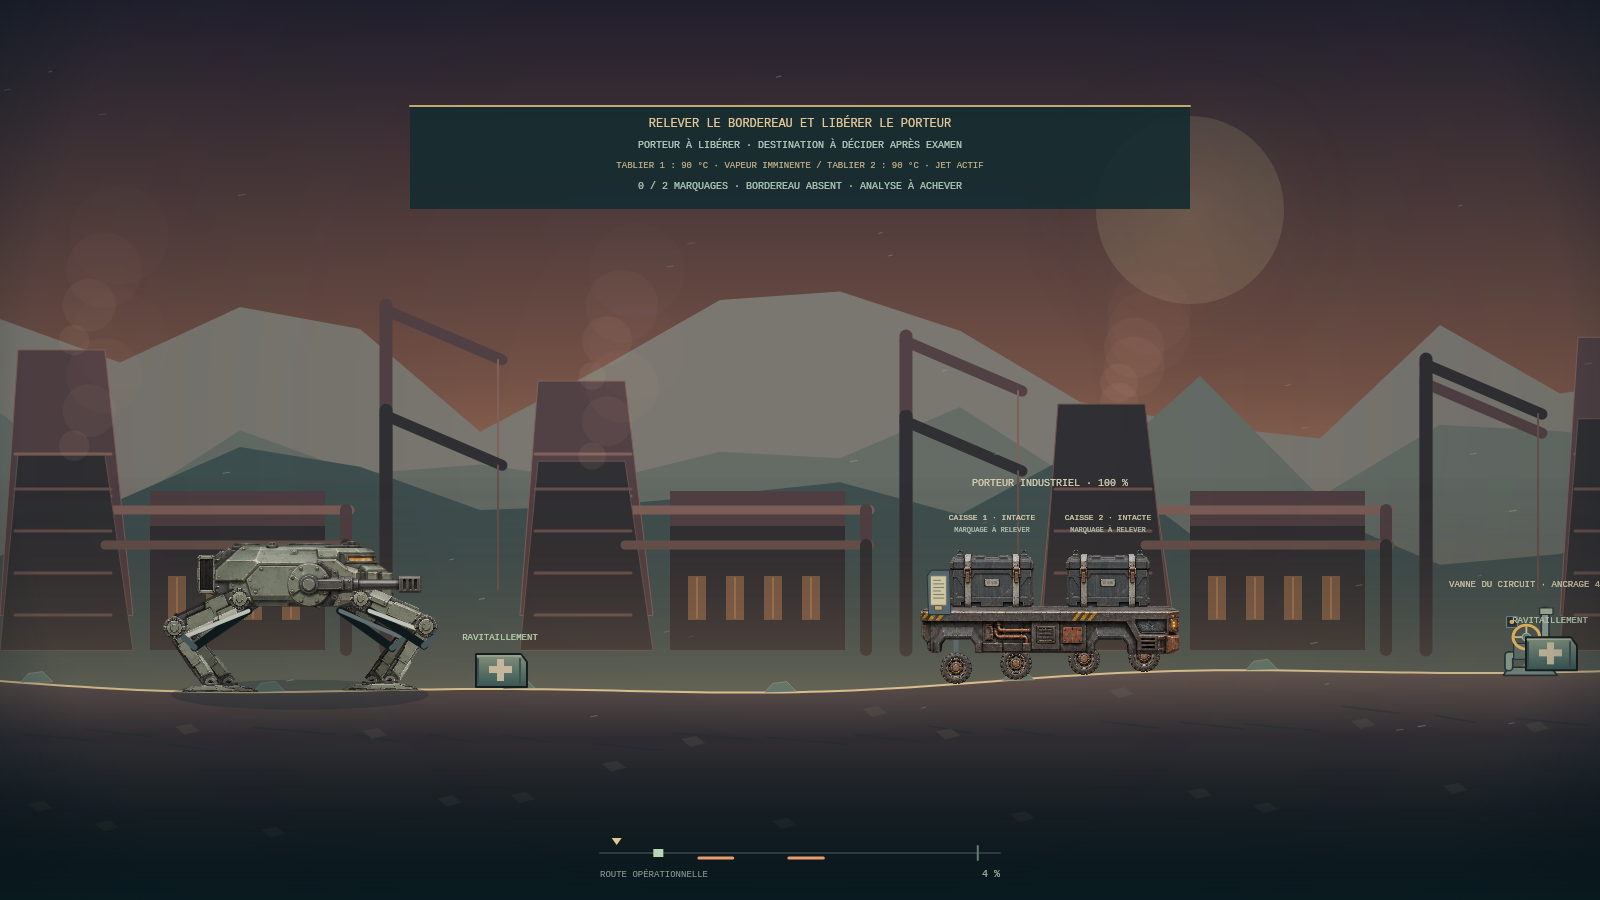 RELEVER LE BORDEREAU ET LIBÉRER LE PORTEUR
PORTEUR À LIBÉRER · DESTINATION À DÉCIDER APRÈS EXAMEN
TABLIER 1 : 90 °C · VAPEUR IMMINENTE / TABLIER 2 : 90 °C · JET ACTIF
0 / 2 MARQUAGES · BORDEREAU ABSENT · ANALYSE À ACHEVER
PORTEUR INDUSTRIEL · 100 %
CAISSE 1 · INTACTE
MARQUAGE À RELEVER
CAISSE 2 · INTACTE
MARQUAGE À RELEVER
VANNE DU CIRCUIT · ANCRAGE 4
RAVITAILLEMENT
RAVITAILLEMENT
ROUTE OPÉRATIONNELLE
4 %